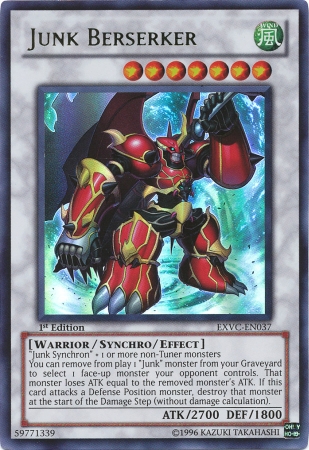 JUNK BERSERKER
WIND
風
1st Edition
EXVC-EN037
[WARRIOR / SYNCHRO/EFFECT]
"Junk Synchron" + 1 or more non-Tuner monsters
You can remove from play 1 "Junk" monster from your Graveyard
to select 1 face-up monster your opponent controls. That
monster loses ATK equal to the removed monster's ATK. If this
card attacks a Defense Position monster, destroy that monster
at the start of the Damage Step (without damage calculation).
ATK/2700 DEF/1800
59771339
©1996 KAZUKI TAKAHASHI